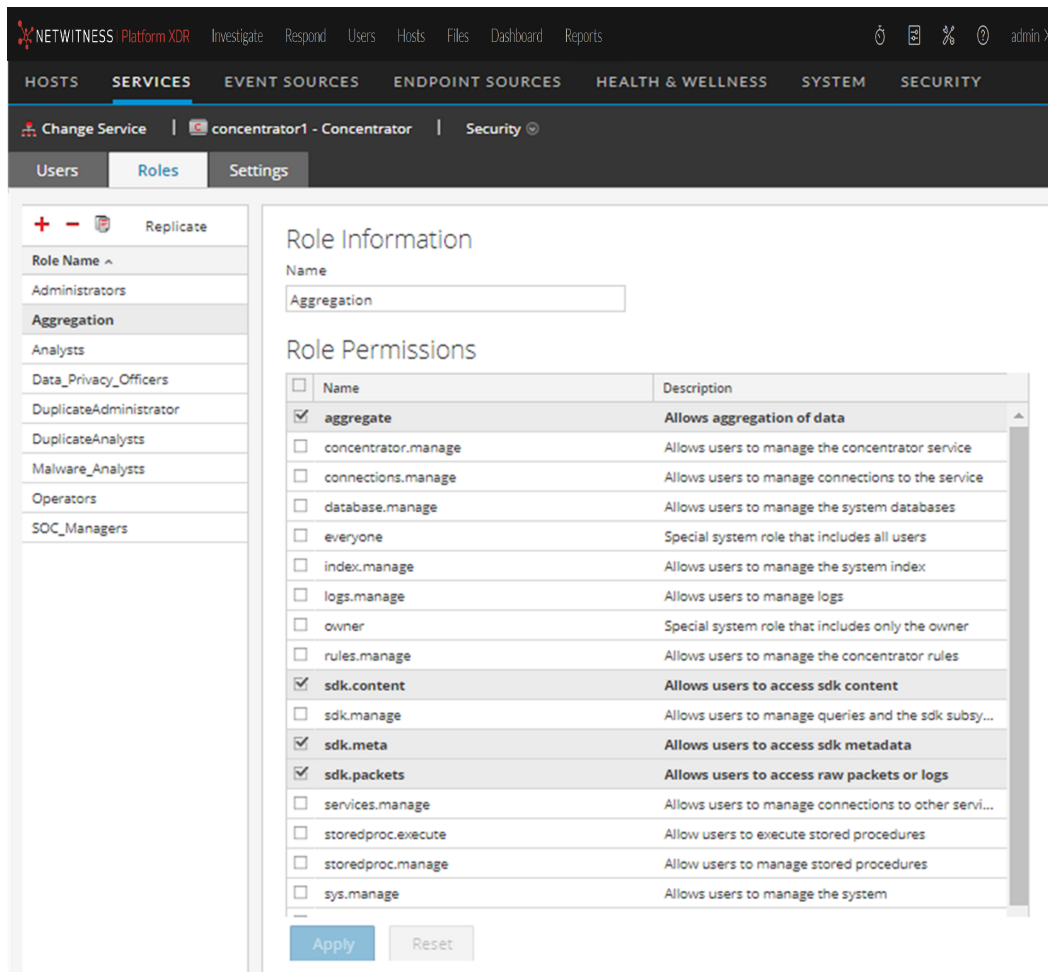 NETWITNESS Platform XDR Investigate Respond Users Hosts Files Dashboard Reports admin
HOSTS SERVICES EVENT SOURCES ENDPOINT SOURCES HEALTH & WELLNESS SYSTEM SECURITY
Change Service | C concentrator1 - Concentrator | Security
Users Roles Settings
Replicate
Role Name
Administrators
Aggregation
Analysts
Data_Privacy_Officers
DuplicateAdministrator
DuplicateAnalysts
Malware_Analysts
Operators
SOC_Managers
Role Information
Name
Aggregation
Role Permissions
Name Description
aggregate Allows aggregation of data
concentrator.manage Allows users to manage the concentrator service
connections.manage Allows users to manage connections to the service
database.manage Allows users to manage the system databases
everyone Special system role that includes all users
index.manage Allows users to manage the system index
logs.manage Allows users to manage logs
owner Special system role that includes only the owner
rules.manage Allows users to manage the concentrator rules
sdk.content Allows users to access sdk content
sdk.manage Allows users to manage queries and the sdk subsy...
sdk.meta Allows users to access sdk metadata
sdk.packets Allows users to access raw packets or logs
services.manage Allows users to manage connections to other servi...
storedproc.execute Allow users to execute stored procedures
storedproc.manage Allow users to manage stored procedures
sys.manage Allows users to manage the system
Apply Reset